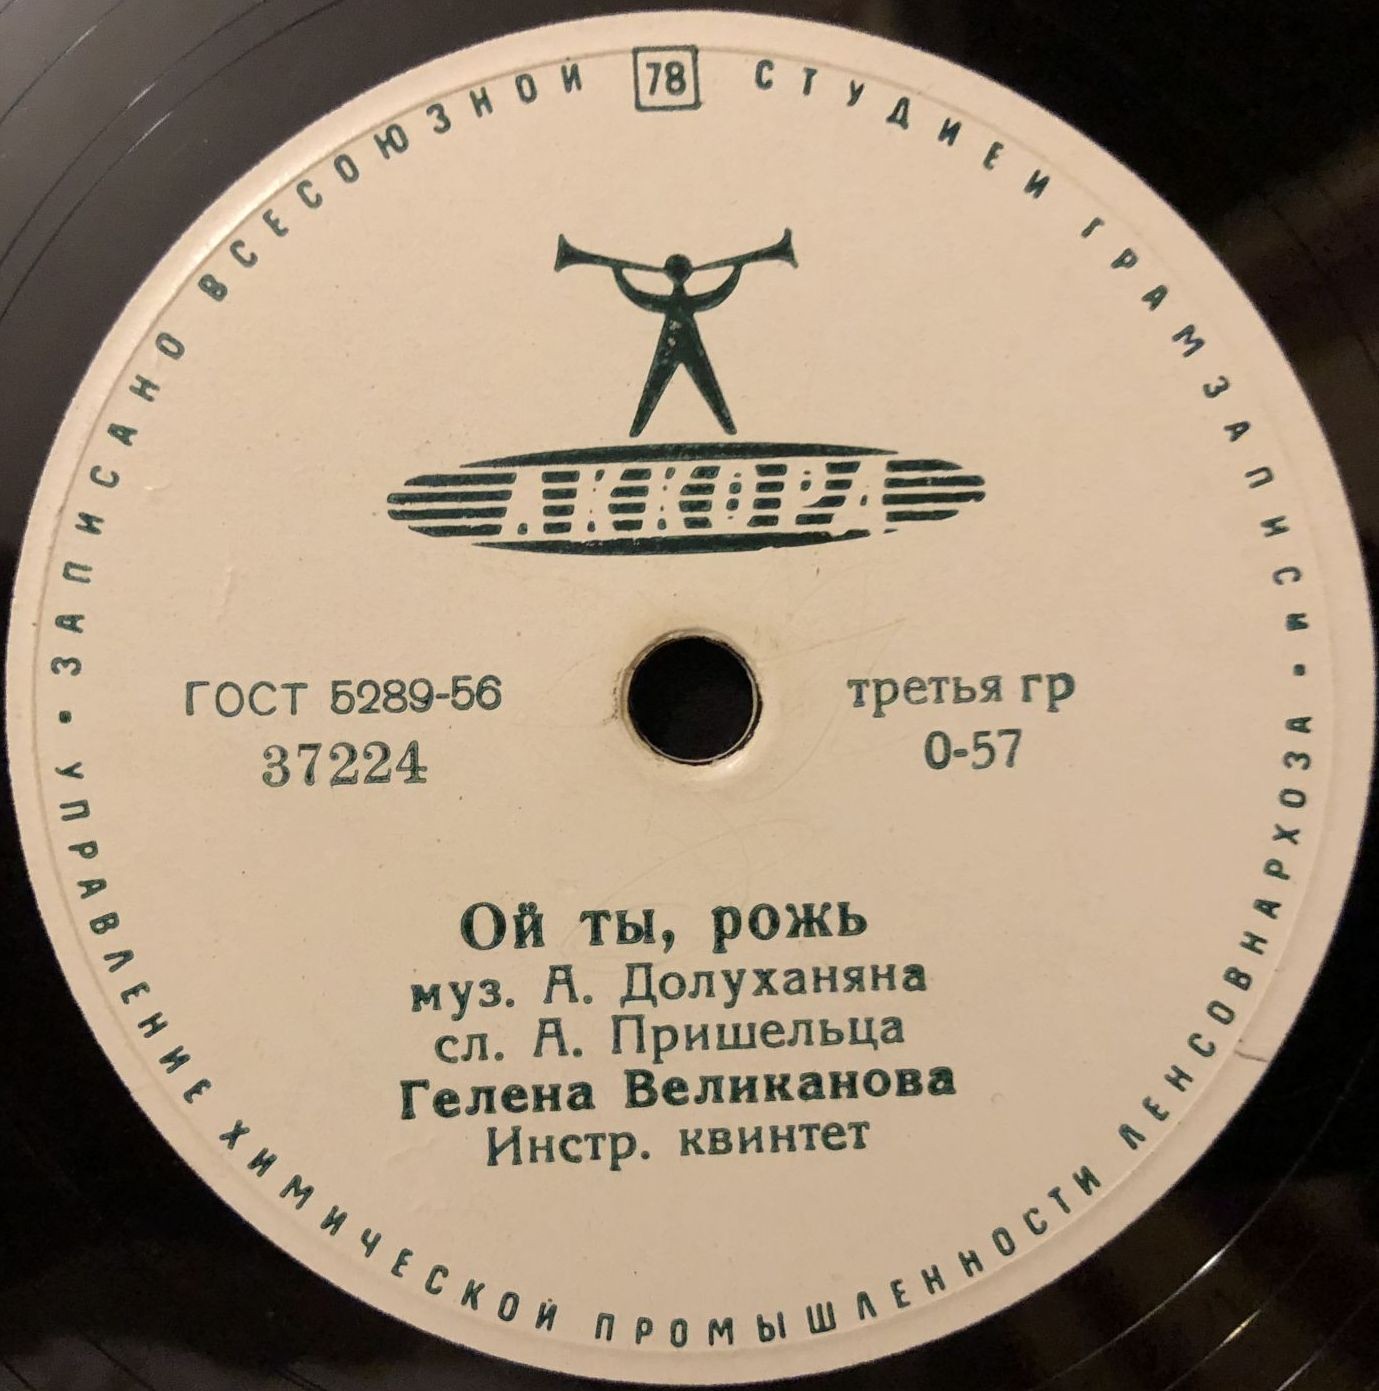 ЗАПИСАНО ВСЕСОЮЗНОЙ 78 СТУДИЕЙ ГРАМЗАПИСИ •
АККОРД
ГОСТ 5289-56
37224
третья гр
0-57
Ой ты, рожь
муз. А. Долуханяна
сл. А. Пришельца
Гелена Великанова
Инстр. квинтет
• УПРАВЛЕНИЕ ХИМИЧЕСКОЙ ПРОМЫШЛЕННОСТИ ЛЕНСОВНАРХОЗА